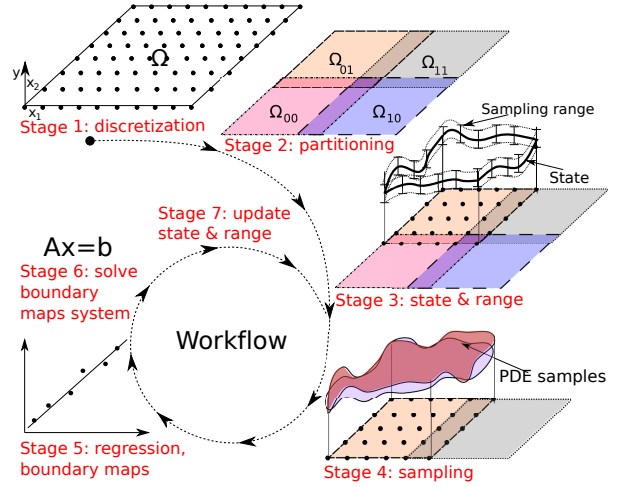 Ω
y
x2
x1
Stage 1: discretization
Ω01
Ω11
Ω00
Ω10
Stage 2: partitioning
Sampling range
State
Stage 3: state & range
Stage 7: update
state & range
Ax=b
Stage 6: solve
boundary
maps system
Workflow
PDE samples
Stage 4: sampling
Stage 5: regression,
boundary maps